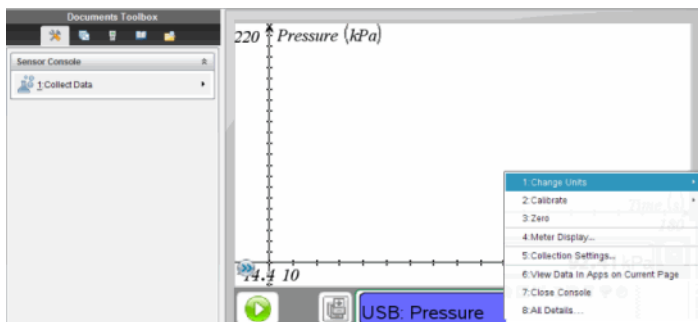 Documents Toolbox
Sensor Console
1:Collect Data
220
Pressure (kPa)
1:Change Units
2:Calibrate
3:Zero
4:Meter Display...
5:Collection Settings...
6:View Data In Apps on Current Page
7:Close Console
8:All Details...
Time (s)
180
10
USB: Pressure